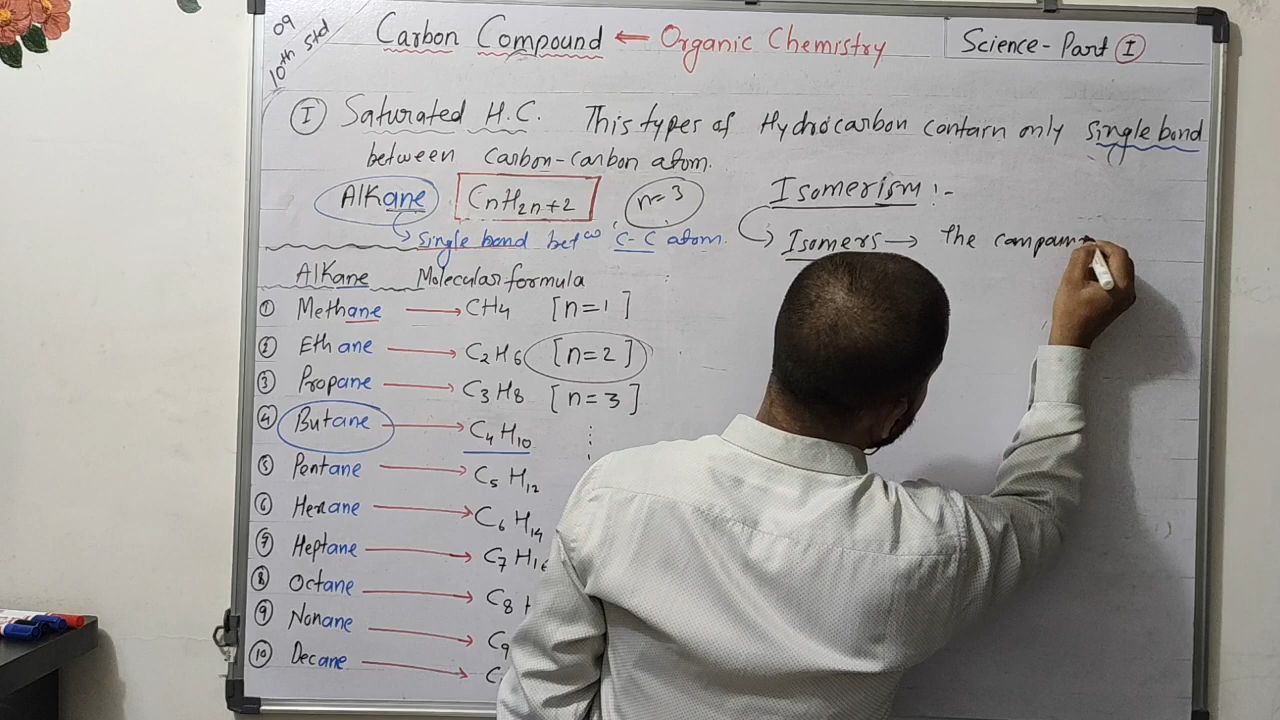 09
10th std
Carbon Compound ← Organic Chemistry
Science-Part I
I Saturated H.C. This types of Hydrocarbon contain only single bond
between Carbon-Carbon atom.
Alkane CnH2n+2 n=3
single bond betn C-C atom.
Isomerism :-
Isomers → The
Alkane Molecular formula
① Methane → CH4 [n=1]
② Ethane → C2H6 [n=2]
③ Propane → C3H8 [n=3]
④ Butane → C4H10
⑤ Pentane → C5H12
⑥ Hexane → C6H14
⑦ Heptane → C7H16
⑧ Octane → C8
⑨ Nonane → C9
⑩ Decane → C